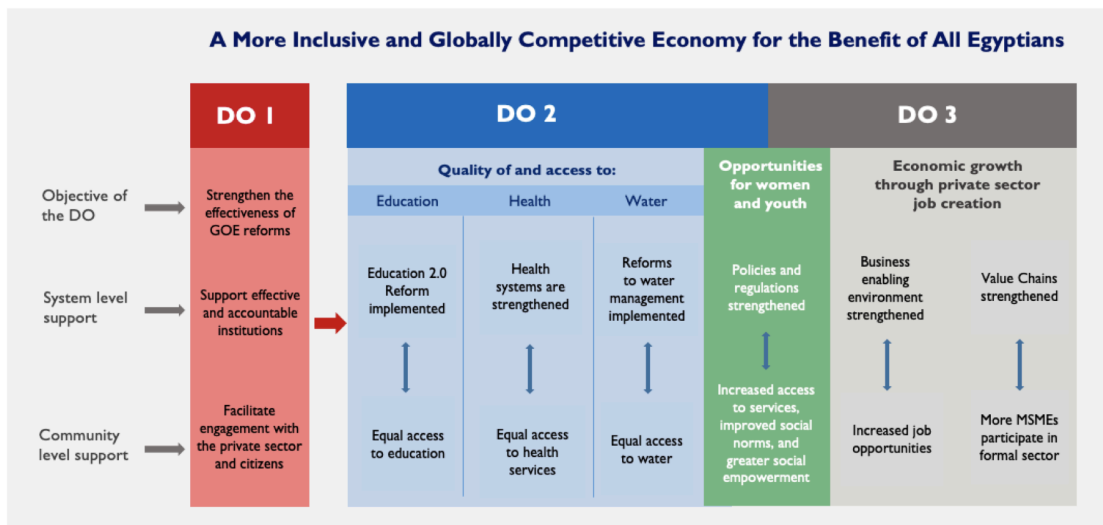 A More Inclusive and Globally Competitive Economy for the Benefit of All Egyptians
DO 1
DO 2
DO 3
Objective of
the DO
Strengthen the
effectiveness of
GOE reforms
Quality of and access to:
Education
Health
Water
Opportunities
for women
and youth
Economic growth
through private sector
job creation
System level
support
Support effective
and accountable
institutions
Education 2.0
Reform
implemented
Health
systems are
strengthened
Reforms
to water
management
implemented
Policies and
regulations
strengthened
Business
enabling
environment
strengthened
Value Chains
strengthened
Community
level support
Facilitate
engagement with
the private sector
and citizens
Equal access
to education
Equal access
to health
services
Equal access
to water
Increased access
to services,
improved social
norms, and
greater social
empowerment
Increased job
opportunities
More MSMEs
participate in
formal sector